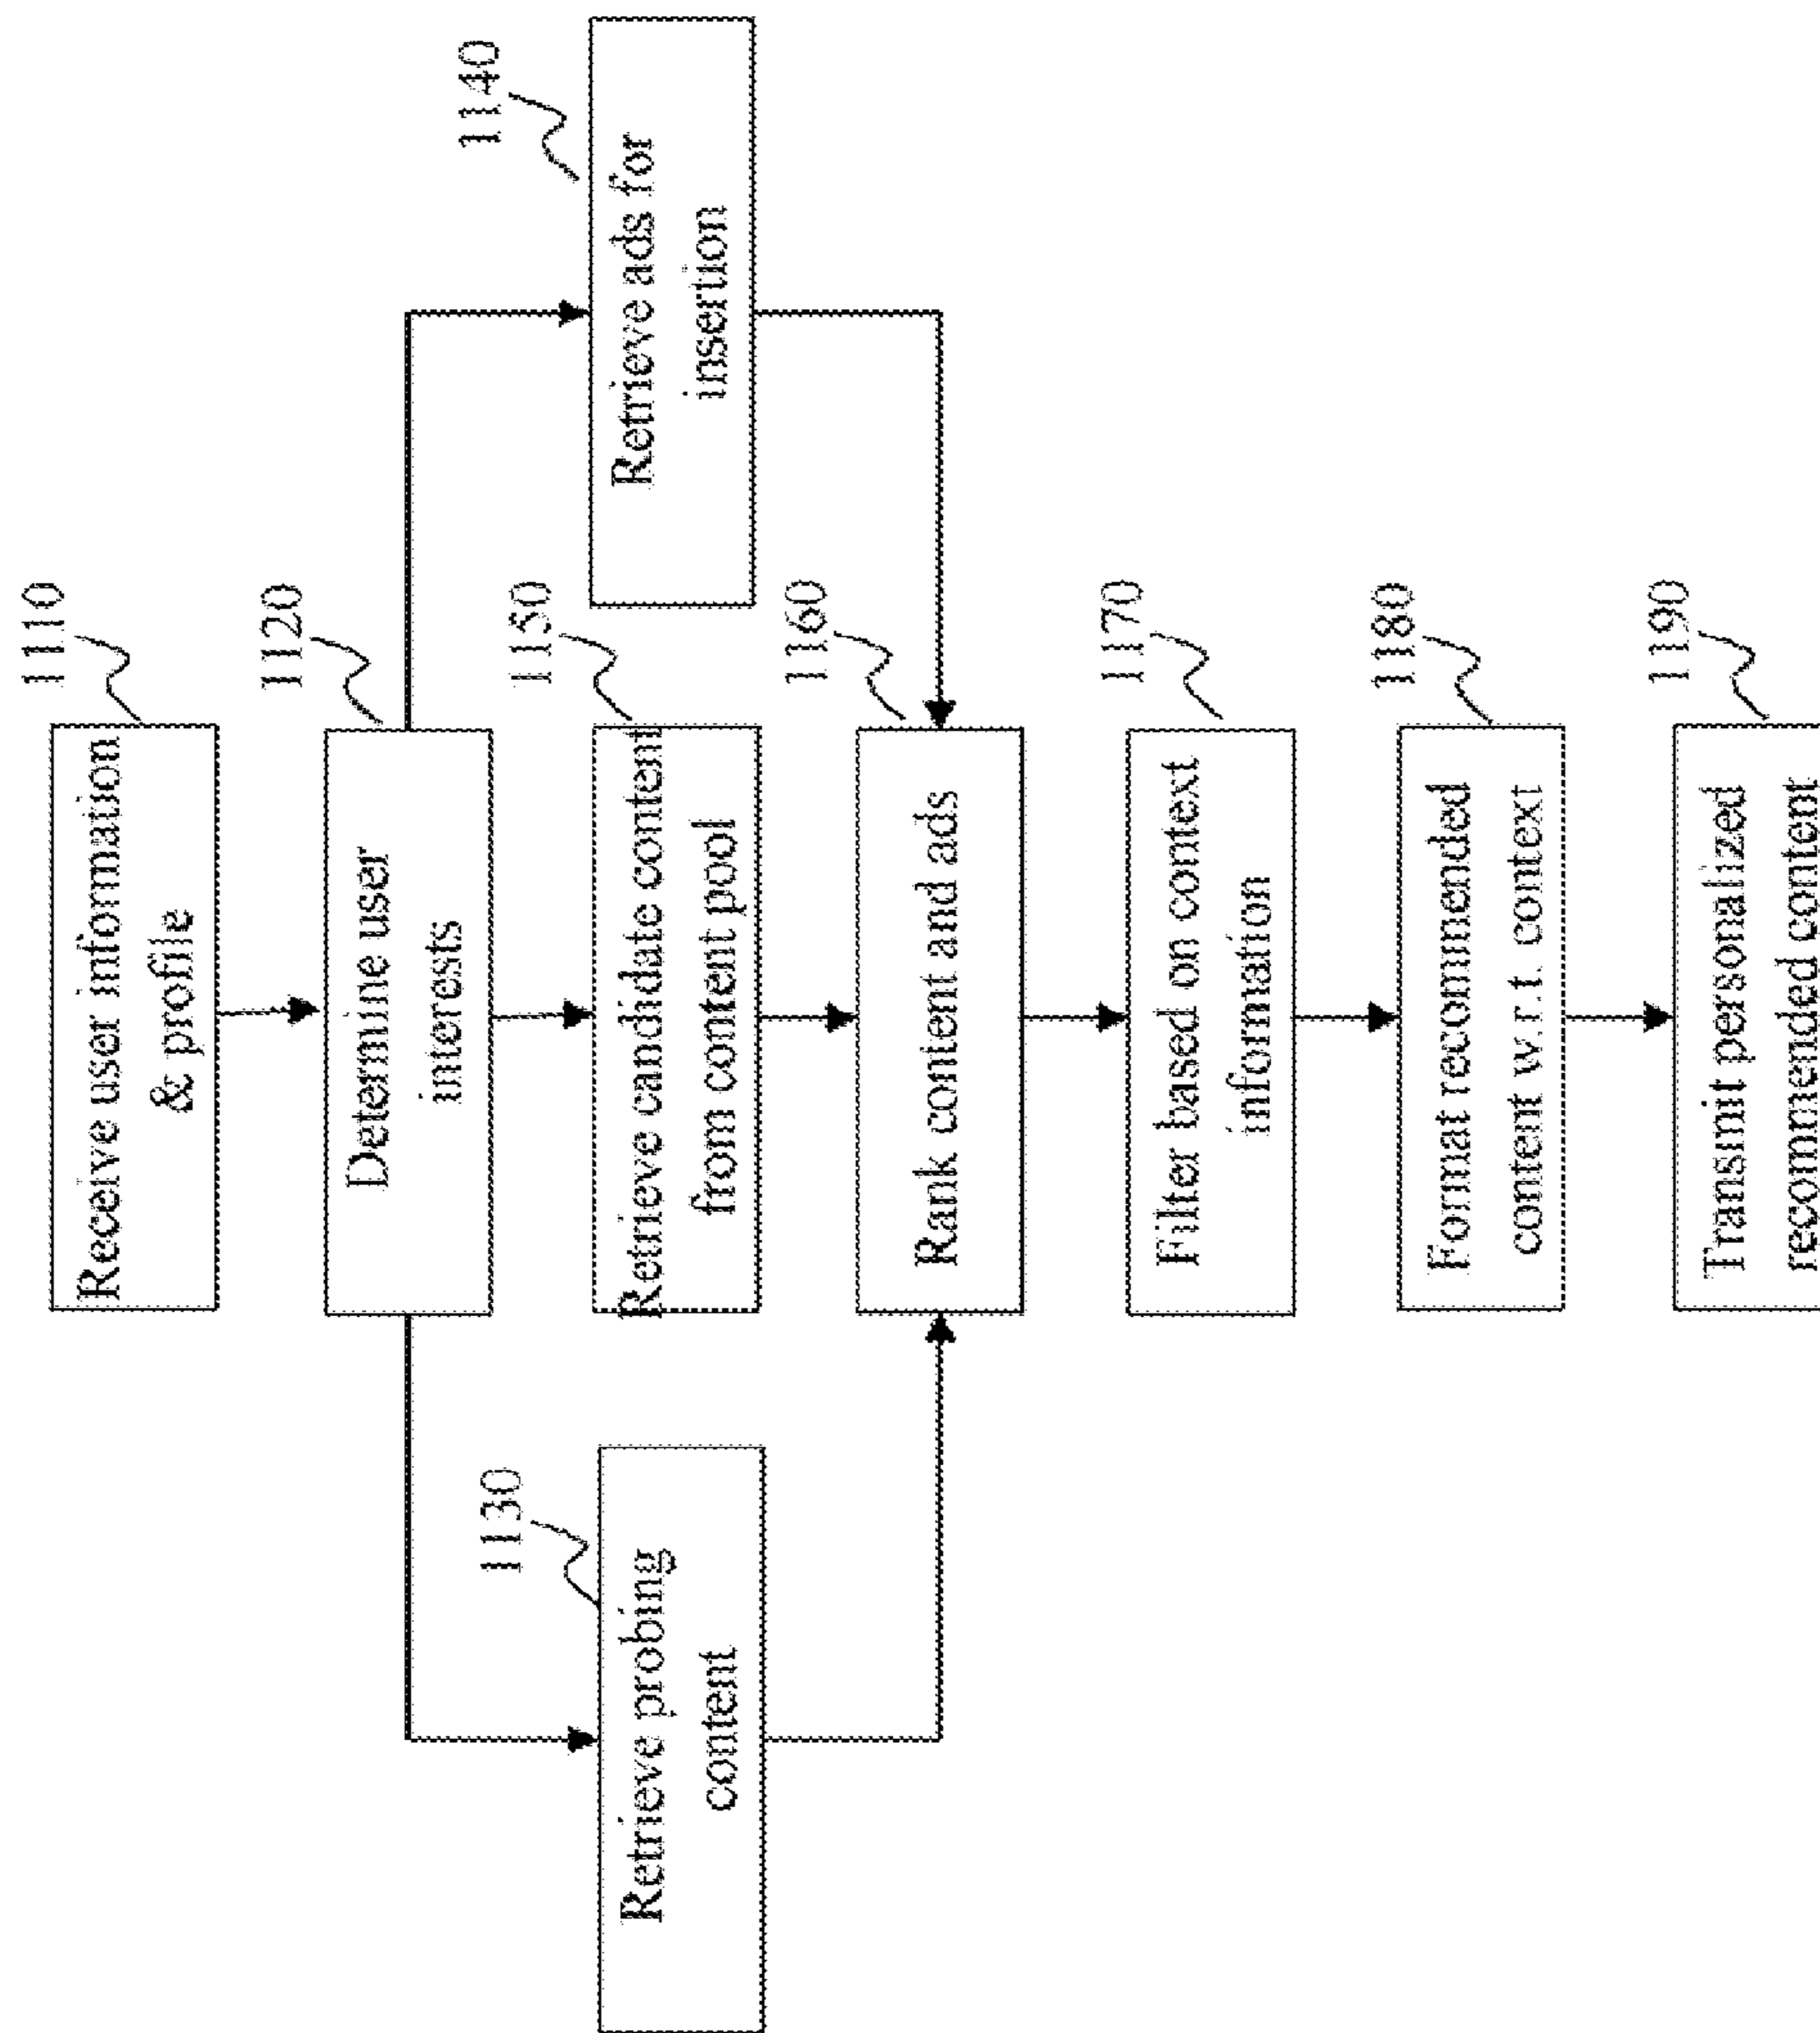 1110
Receive user information
& profile
1120
Determine user
interests
1130
Retrieve probing
content
1150
Retrieve candidate content
from content pool
1140
Retrieve ads for
insertion
1160
Rank content and ads
1170
Filter based on context
information
1180
Format recommended
content w.r.t. context
1190
Transmit personalized
recommended content